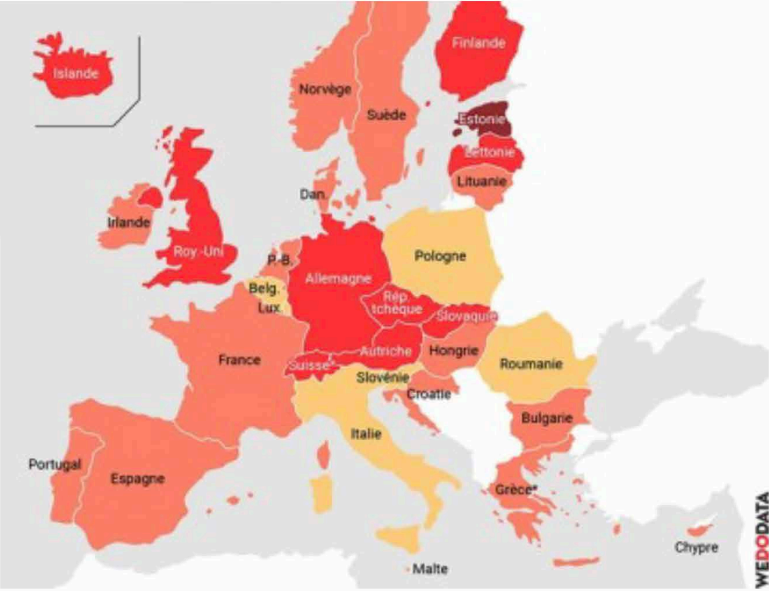 Islande
Finlande
Norvège
Suède
Estonie
Lettonie
Lituanie
Dan.
Irlande
Roy.-Uni
P.-B.
Allemagne
Pologne
Belg.
Lux.
Rép.
tchèque
Slovaquie
France
Suisse*
Autriche
Hongrie
Roumanie
Slovénie
Croatie
Italie
Bulgarie
Portugal
Espagne
Grèce*
Chypre
Malte
WEDODATA